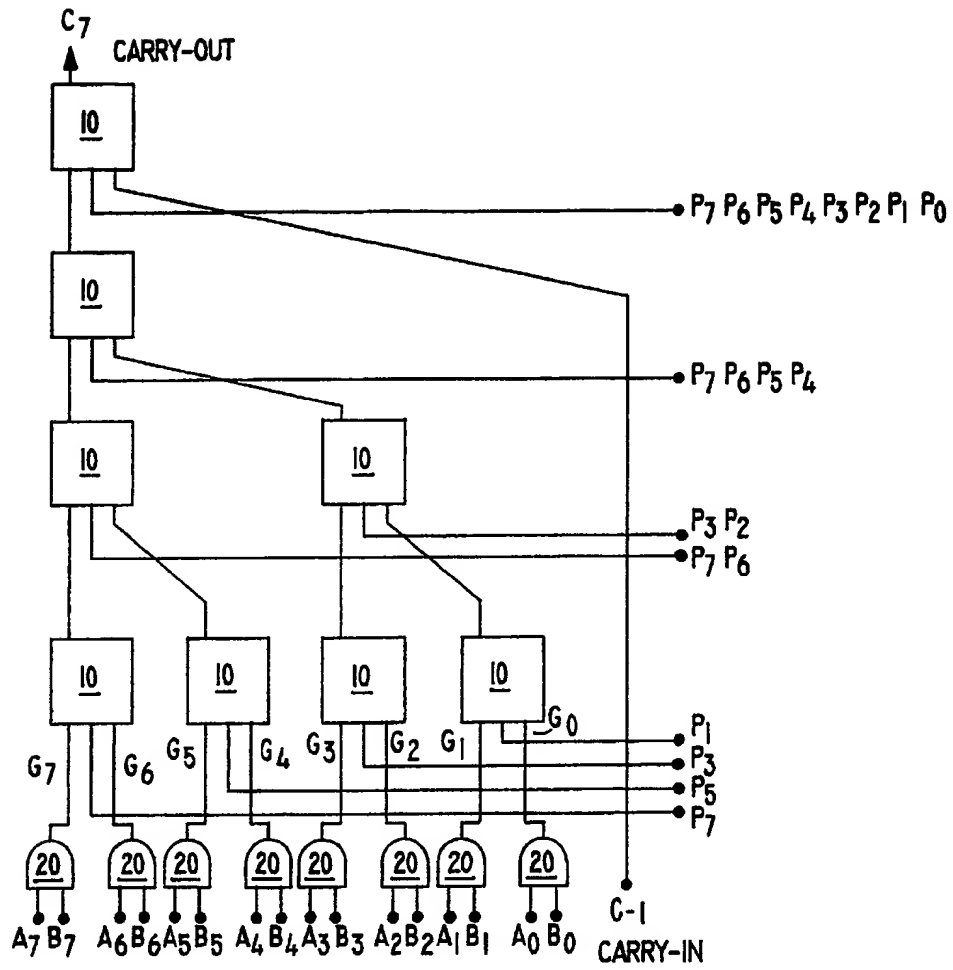 C7
CARRY-OUT
10
P7 P6 P5 P4 P3 P2 P1 P0
10
P7 P6 P5 P4
10 10
P3 P2
P7 P6
10 10 10 10
G7 G6 G5 G4 G3 G2 G1 G0
P1
P3
P5
P7
20 20 20 20 20 20 20 20
A7 B7 A6 B6 A5 B5 A4 B4 A3 B3 A2 B2 A1 B1 A0 B0
C-1
CARRY-IN